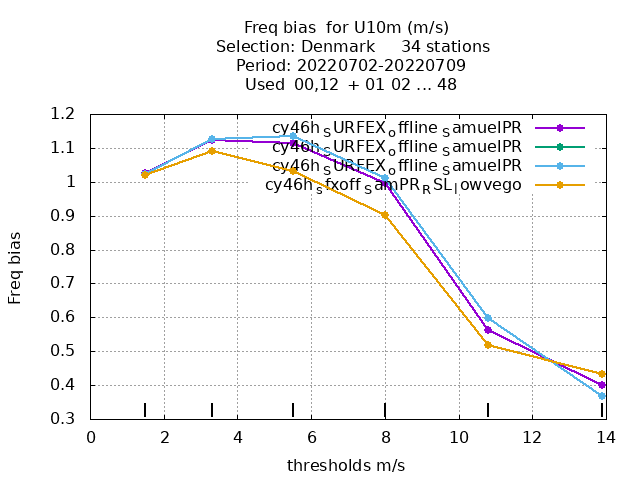 Freq bias for U10m (m/s)
Selection: Denmark 34 stations
Period: 20220702-20220709
Used 00,12 + 01 02 ... 48
cy46h_SURFEX_offline_SamuelPR
cy46h_SURFEX_offline_SamuelPR
cy46h_SURFEX_offline_SamuelPR
cy46h_sfxoff_SamPR_RSL_lowvego
1.2
1.1
1
0.9
0.8
0.7
0.6
0.5
0.4
0.3
Freq bias
0 2 4 6 8 10 12 14
thresholds m/s